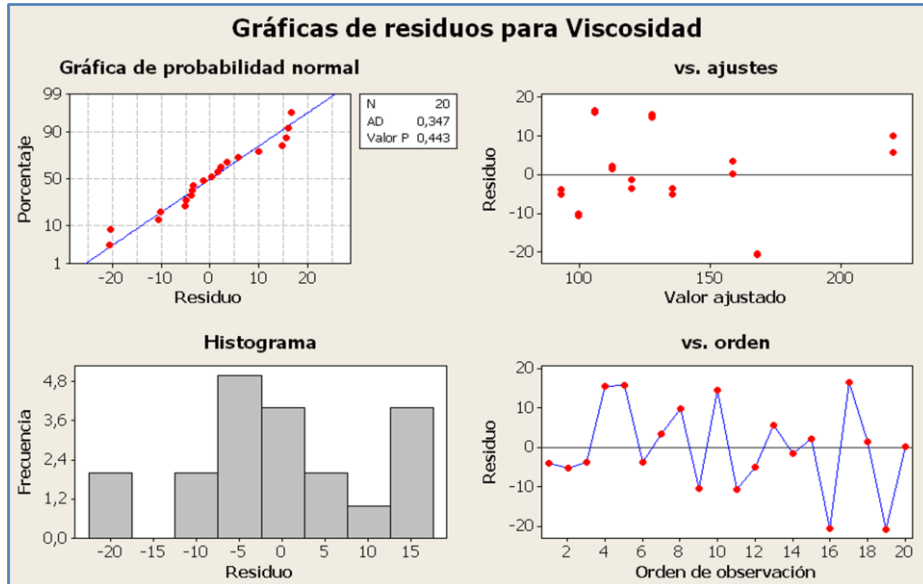 Gráficas de residuos para Viscosidad
Gráfica de probabilidad normal
99
90
50
10
1
Porcentaje
-20 -10 0 10 20
Residuo
N 20
AD 0,347
Valor P 0,443
vs. ajustes
20
10
0
-10
-20
Residuo
100 150 200
Valor ajustado
Histograma
4,8
3,6
2,4
1,2
0,0
Frecuencia
-20 -15 -10 -5 0 5 10 15
Residuo
vs. orden
20
10
0
-10
-20
Residuo
2 4 6 8 10 12 14 16 18 20
Orden de observación